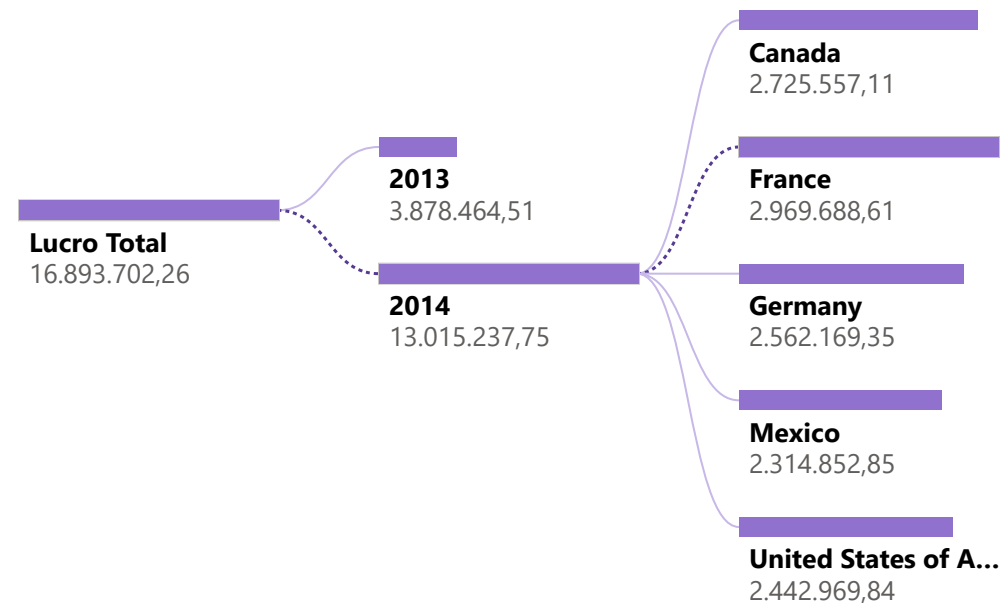 Lucro Total
16.893.702,26
2013
3.878.464,51
2014
13.015.237,75
Canada
2.725.557,11
France
2.969.688,61
Germany
2.562.169,35
Mexico
2.314.852,85
United States of A...
2.442.969,84